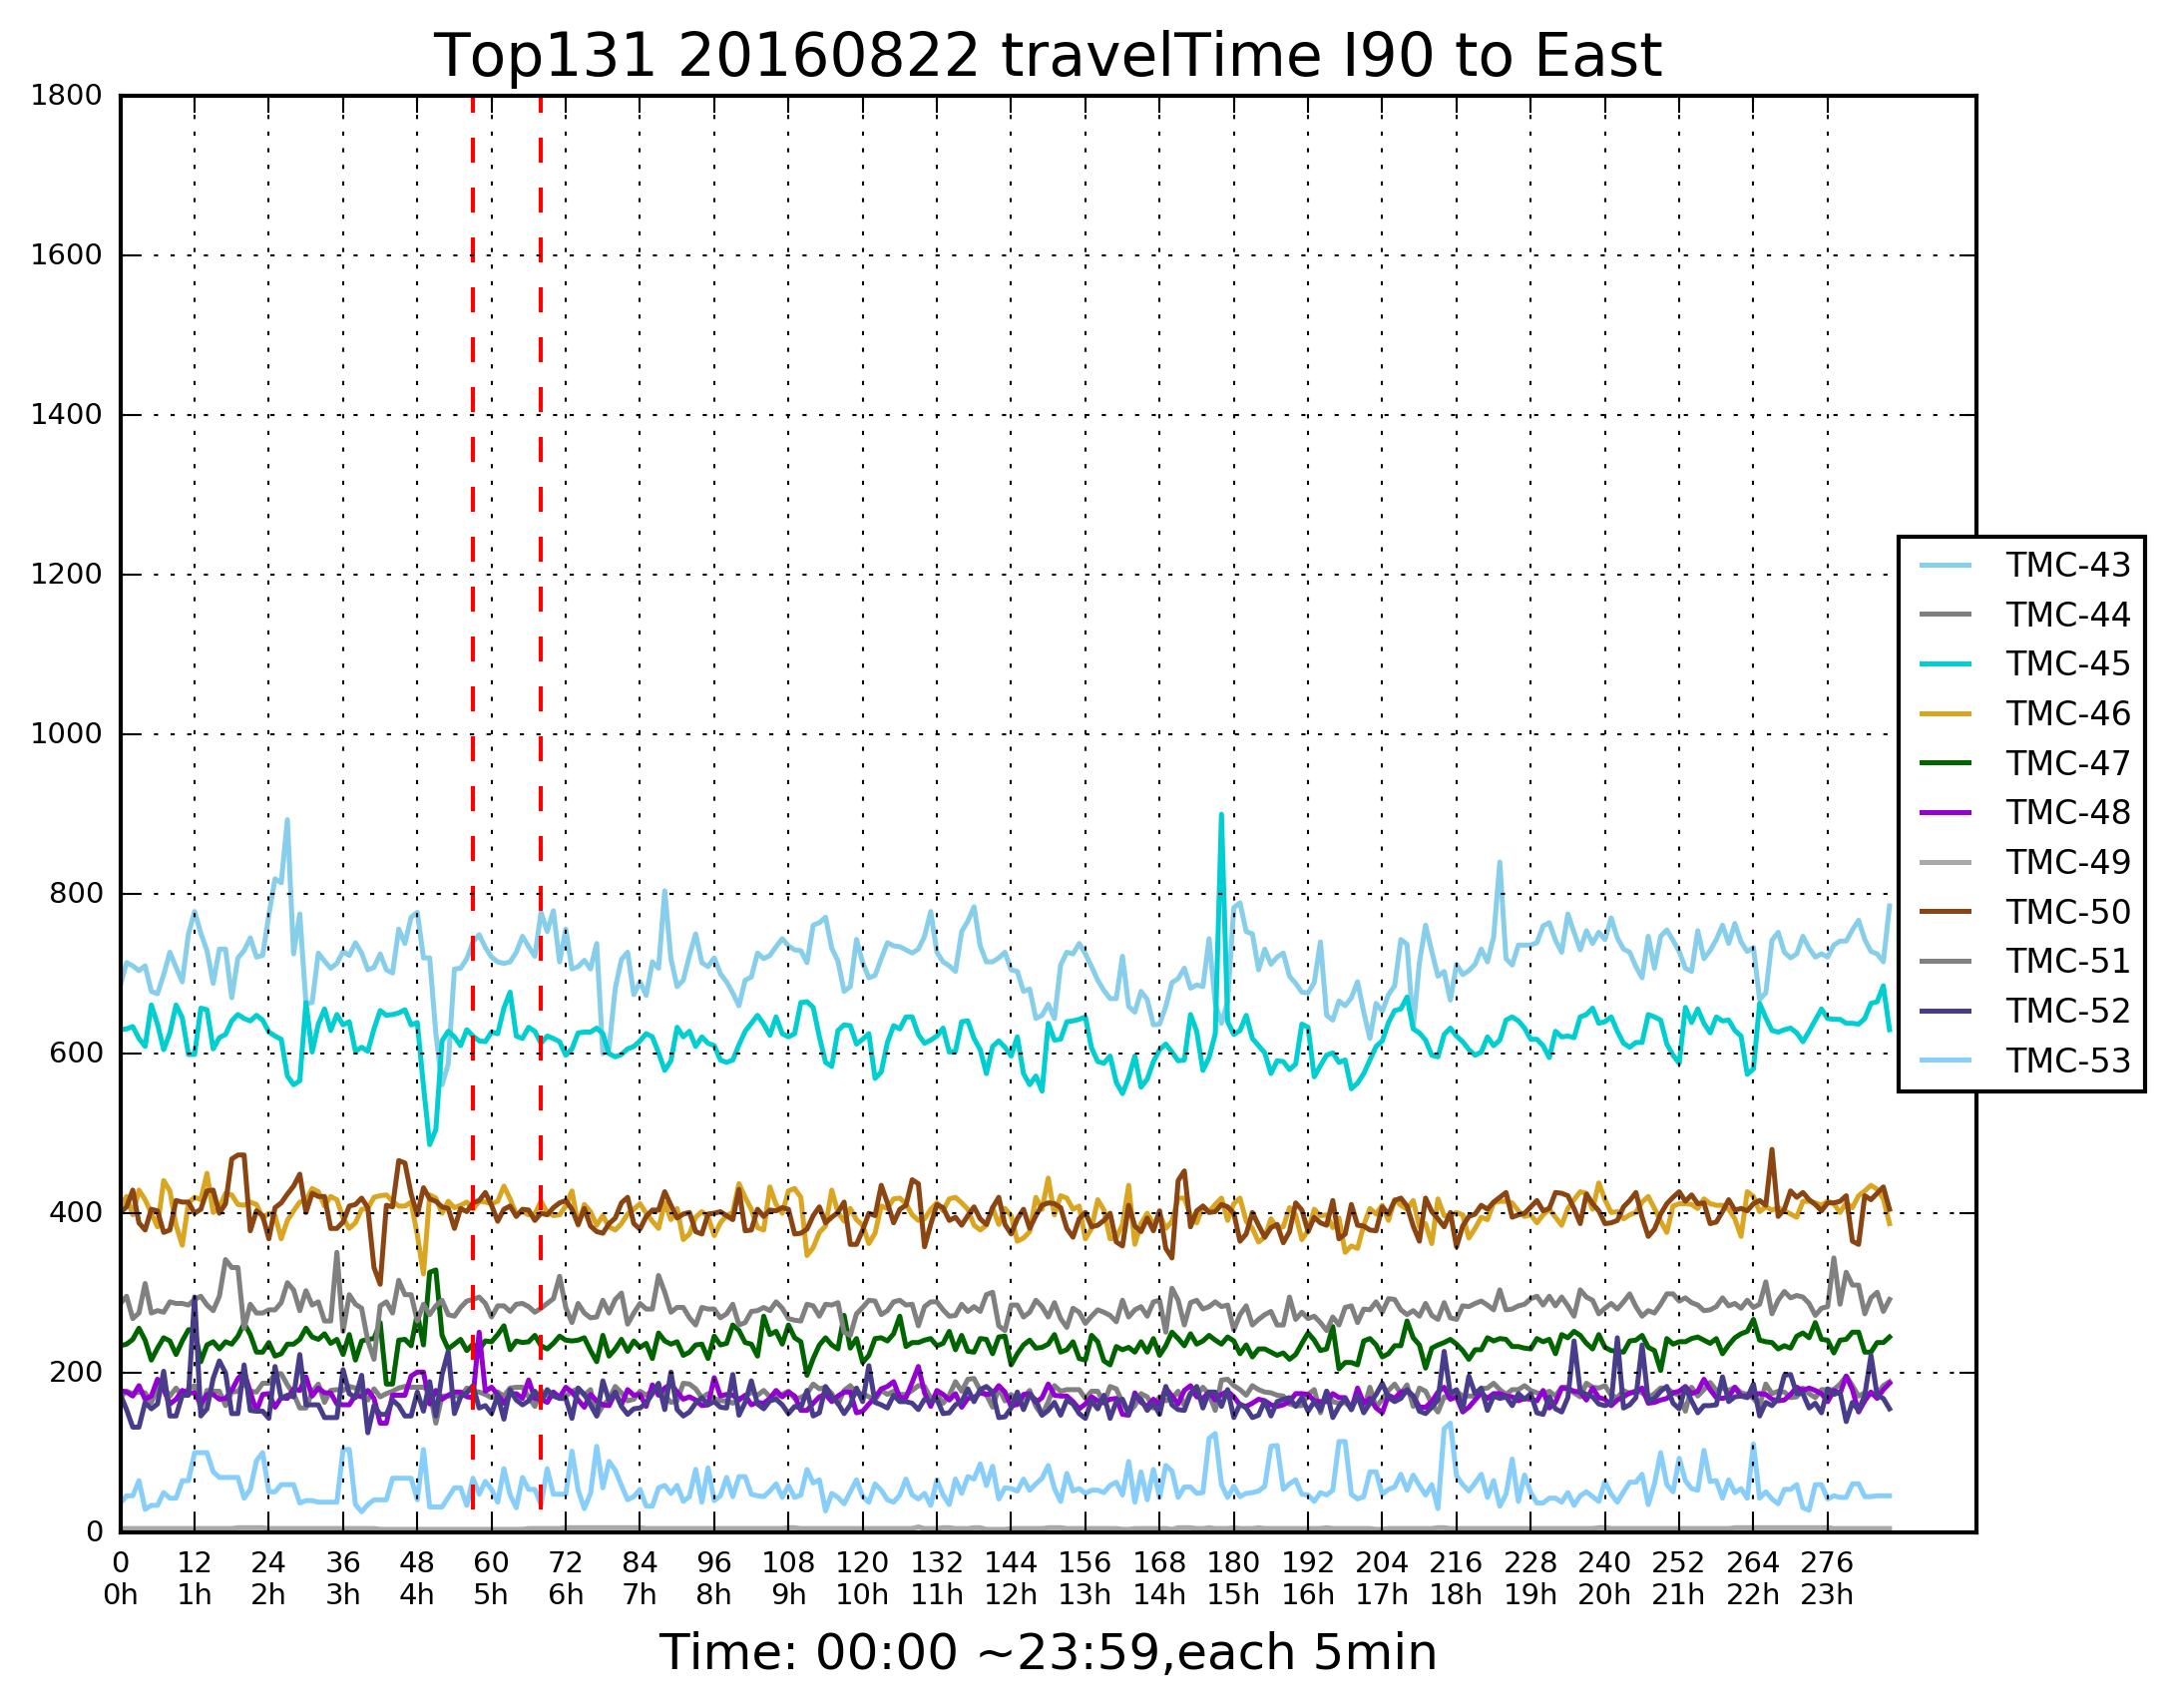 Top131 20160822 travelTime I90 to East
1800
1600
1400
1200
1000
800
600
400
200
0
TMC-43
TMC-44
TMC-45
TMC-46
TMC-47
TMC-48
TMC-49
TMC-50
TMC-51
TMC-52
TMC-53
0 12 24 36 48 60 72 84 96 108 120 132 144 156 168 180 192 204 216 228 240 252 264 276
0h 1h 2h 3h 4h 5h 6h 7h 8h 9h 10h 11h 12h 13h 14h 15h 16h 17h 18h 19h 20h 21h 22h 23h
Time: 00:00 ~23:59,each 5min